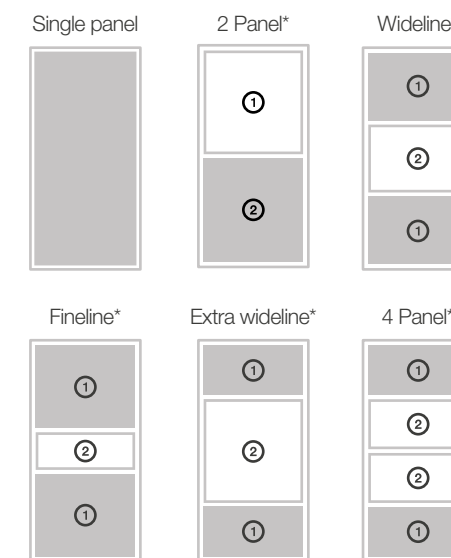 Single panel
2 Panel*
Wideline
①
②
①
②
①
Fineline*
Extra wideline*
4 Panel*
①
②
①
①
②
①
①
②
②
①